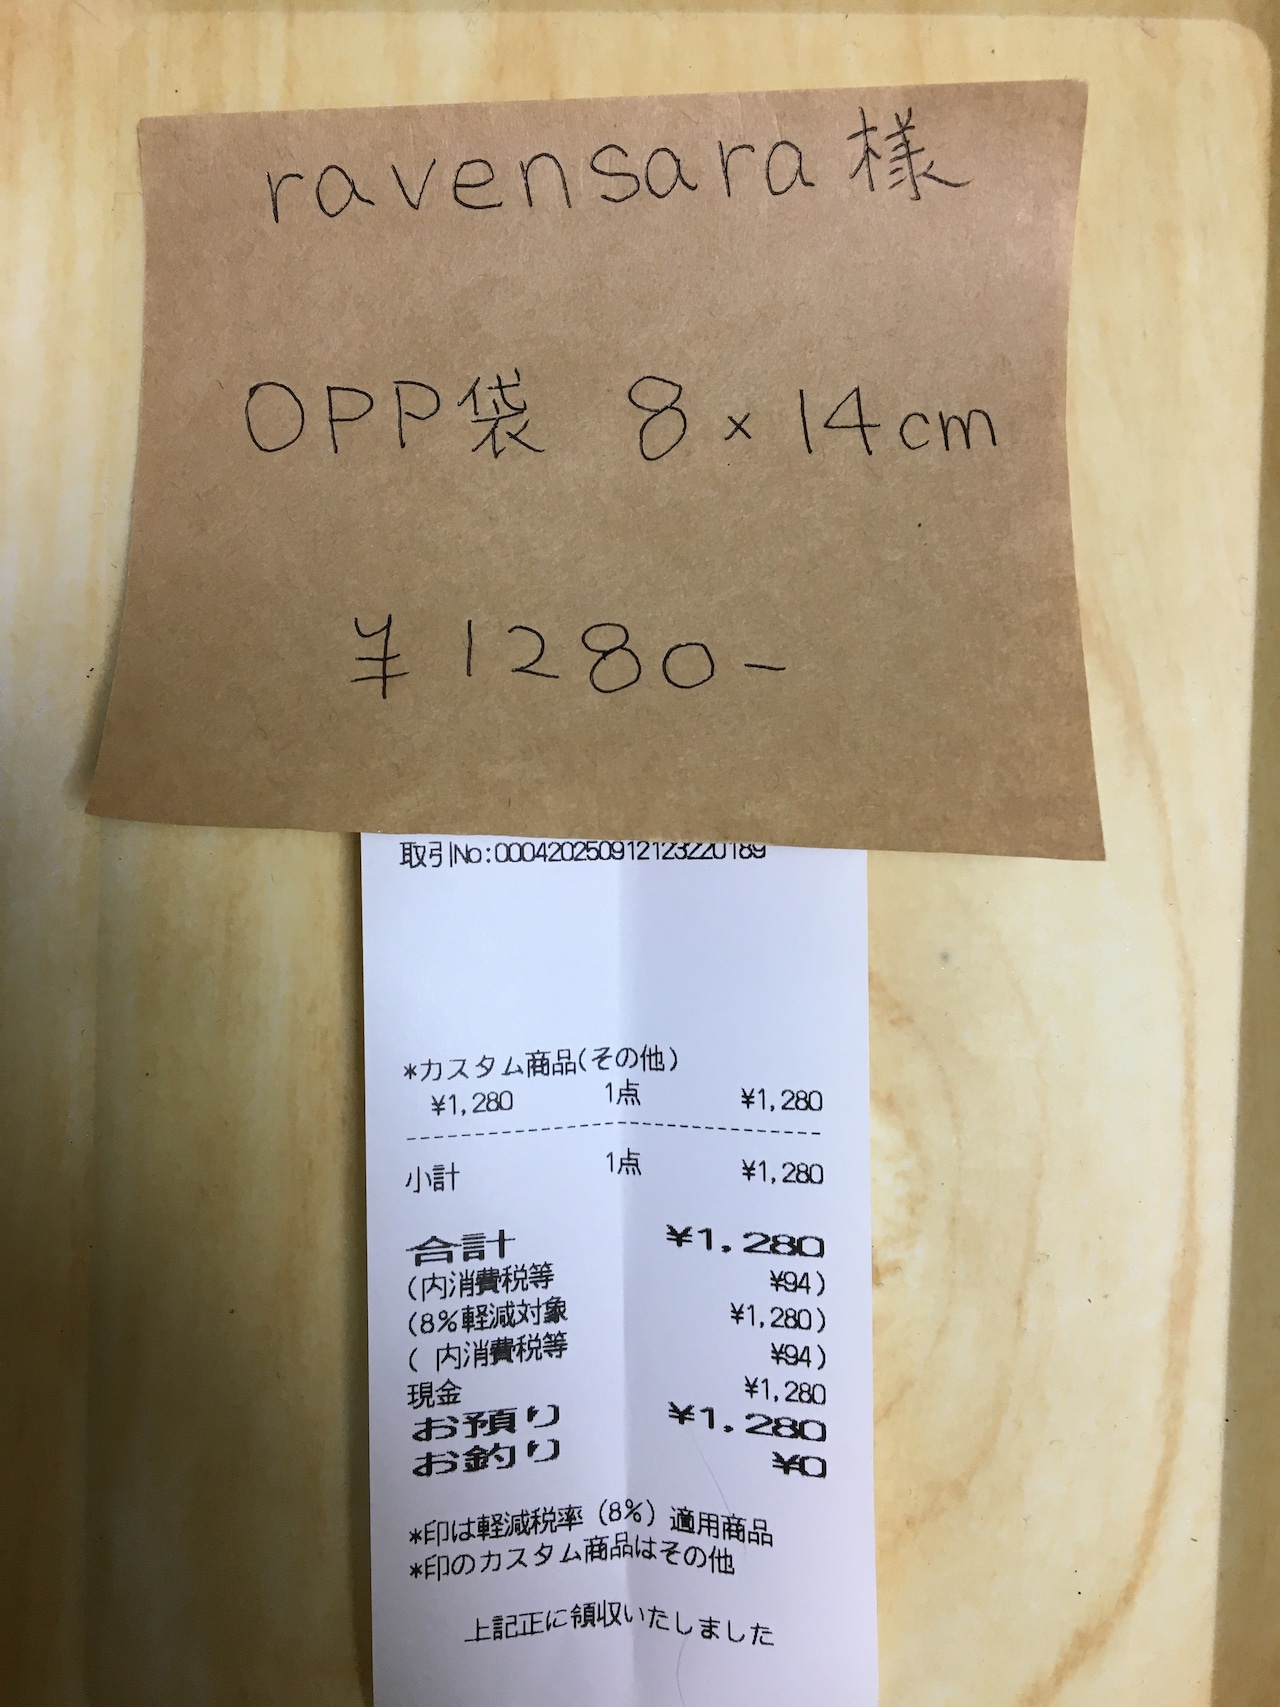 ravensara様
OPP袋 8×14cm
¥1280-
取引No:000420250912123220189
*カスタム商品(その他)
¥1,280 1点 ¥1,280
小計 1点 ¥1,280
合計 ¥1,280
(内消費税等 ¥94)
(8%軽減対象 ¥1,280)
( 内消費税等 ¥94)
現金 ¥1,280
お預り ¥1,280
お釣り ¥0
*印は軽減税率(8%)適用商品
*印のカスタム商品はその他
上記正に領収いたしました